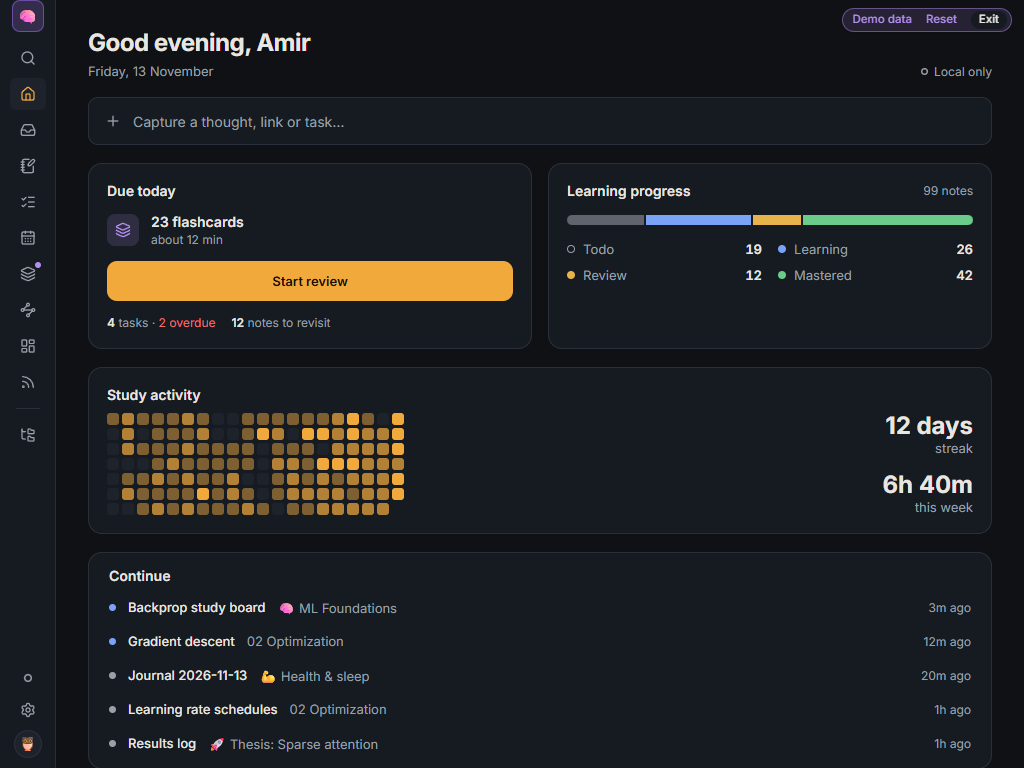 Demo data Reset Exit
Good evening, Amir
Friday, 13 November
Local only
Capture a thought, link or task...
Due today
23 flashcards
about 12 min
Start review
4 tasks · 2 overdue 12 notes to revisit
Learning progress 99 notes
Todo 19 Learning 26
Review 12 Mastered 42
Study activity
12 days
streak
6h 40m
this week
Continue
Backprop study board ML Foundations 3m ago
Gradient descent 02 Optimization 12m ago
Journal 2026-11-13 Health & sleep 20m ago
Learning rate schedules 02 Optimization 1h ago
Results log Thesis: Sparse attention 1h ago